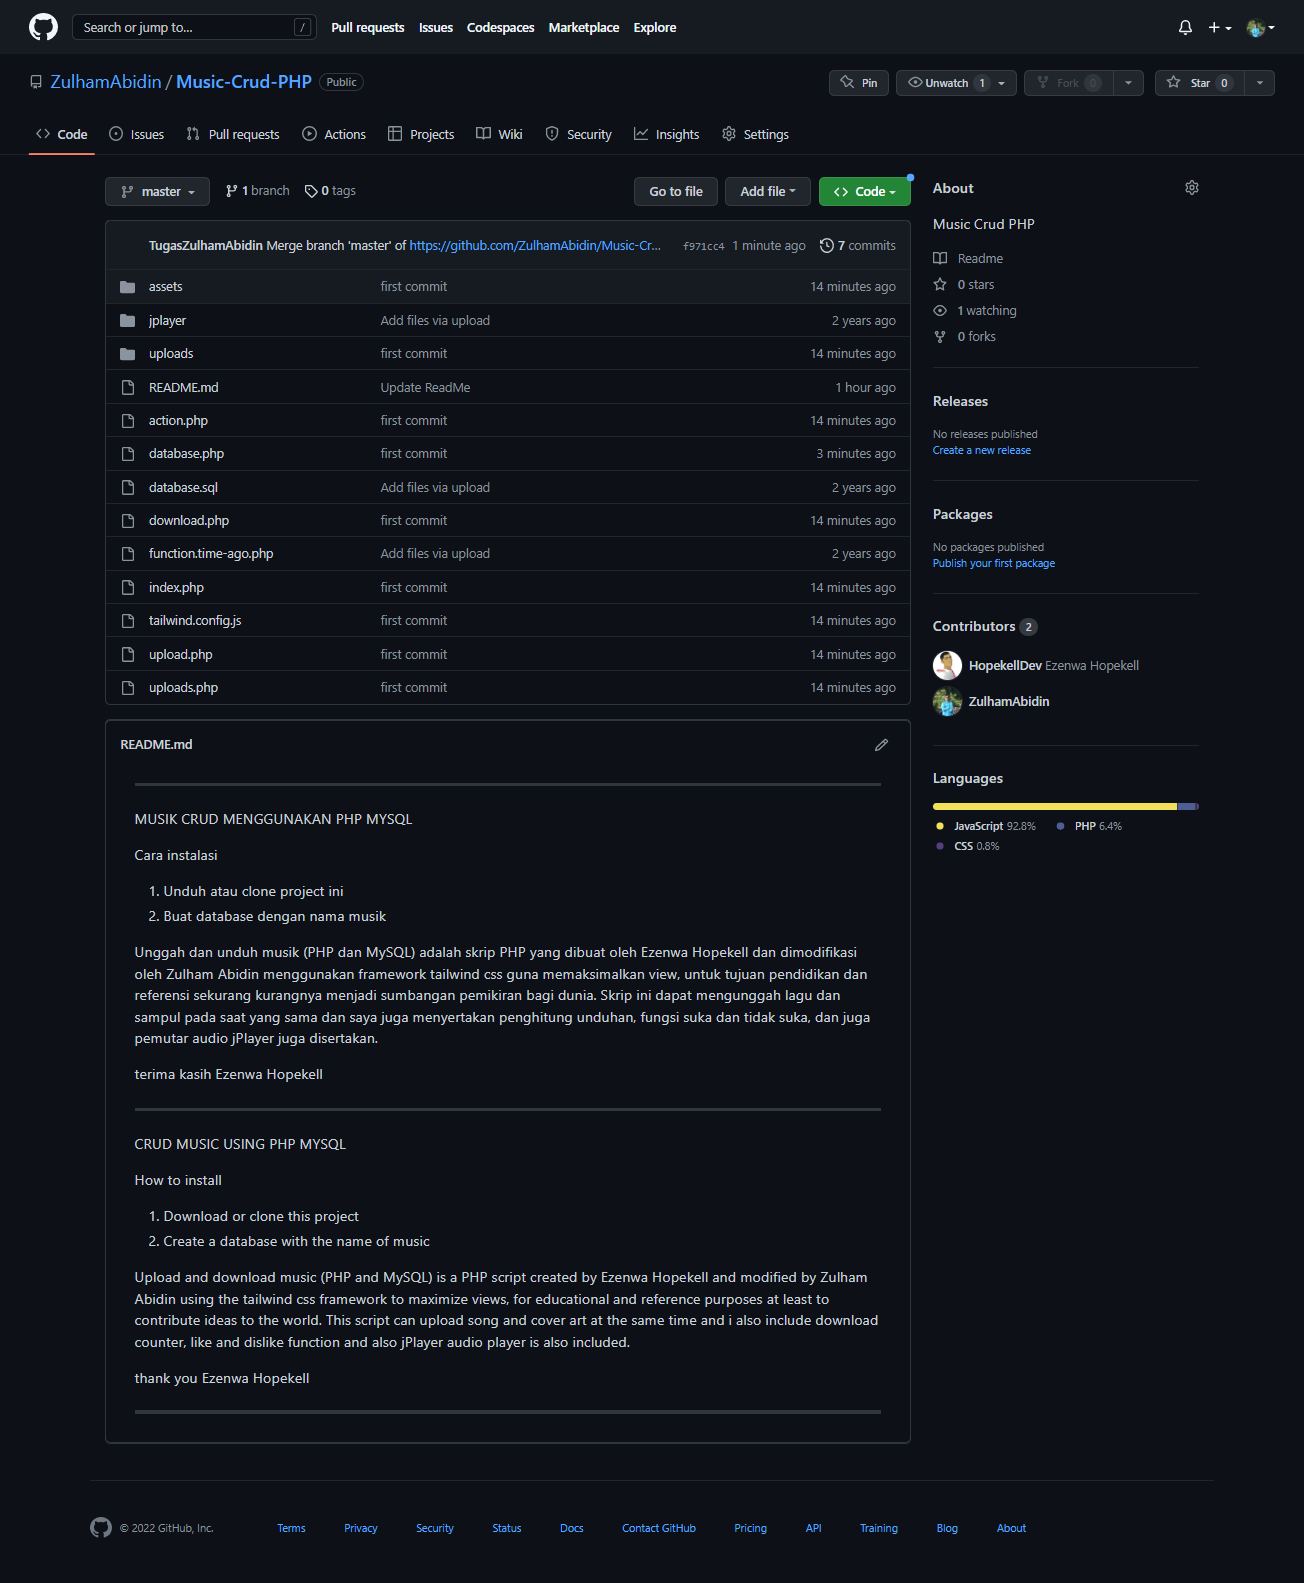 Search or jump to... /
Pull requests Issues Codespaces Marketplace Explore
ZulhamAbidin / Music-Crud-PHP Public
Pin Unwatch 1 Fork 0 Star 0
Code Issues Pull requests Actions Projects Wiki Security Insights Settings
master 1 branch 0 tags Go to file Add file Code
TugasZulhamAbidin Merge branch 'master' of https://github.com/ZulhamAbidin/Music-Cr... f971cc4 1 minute ago 7 commits
assets first commit 14 minutes ago
jplayer Add files via upload 2 years ago
uploads first commit 14 minutes ago
README.md Update ReadMe 1 hour ago
action.php first commit 14 minutes ago
database.php first commit 3 minutes ago
database.sql Add files via upload 2 years ago
download.php first commit 14 minutes ago
function.time-ago.php Add files via upload 2 years ago
index.php first commit 14 minutes ago
tailwind.config.js first commit 14 minutes ago
upload.php first commit 14 minutes ago
uploads.php first commit 14 minutes ago
README.md
MUSIK CRUD MENGGUNAKAN PHP MYSQL
Cara instalasi
1. Unduh atau clone project ini
2. Buat database dengan nama musik
Unggah dan unduh musik (PHP dan MySQL) adalah skrip PHP yang dibuat oleh Ezenwa Hopekell dan dimodifikasi
oleh Zulham Abidin menggunakan framework tailwind css guna memaksimalkan view, untuk tujuan pendidikan dan
referensi sekurang kurangnya menjadi sumbangan pemikiran bagi dunia. Skrip ini dapat mengunggah lagu dan
sampul pada saat yang sama dan saya juga menyertakan penghitung unduhan, fungsi suka dan tidak suka, dan juga
pemutar audio jPlayer juga disertakan.
terima kasih Ezenwa Hopekell
CRUD MUSIC USING PHP MYSQL
How to install
1. Download or clone this project
2. Create a database with the name of music
Upload and download music (PHP and MySQL) is a PHP script created by Ezenwa Hopekell and modified by Zulham
Abidin using the tailwind css framework to maximize views, for educational and reference purposes at least to
contribute ideas to the world. This script can upload song and cover art at the same time and i also include download
counter, like and dislike function and also jPlayer audio player is also included.
thank you Ezenwa Hopekell
About
Music Crud PHP
Readme
0 stars
1 watching
0 forks
Releases
No releases published
Create a new release
Packages
No packages published
Publish your first package
Contributors 2
HopekellDev Ezenwa Hopekell
ZulhamAbidin
Languages
JavaScript 92.8% PHP 6.4%
CSS 0.8%
© 2022 GitHub, Inc. Terms Privacy Security Status Docs Contact GitHub Pricing API Training Blog About